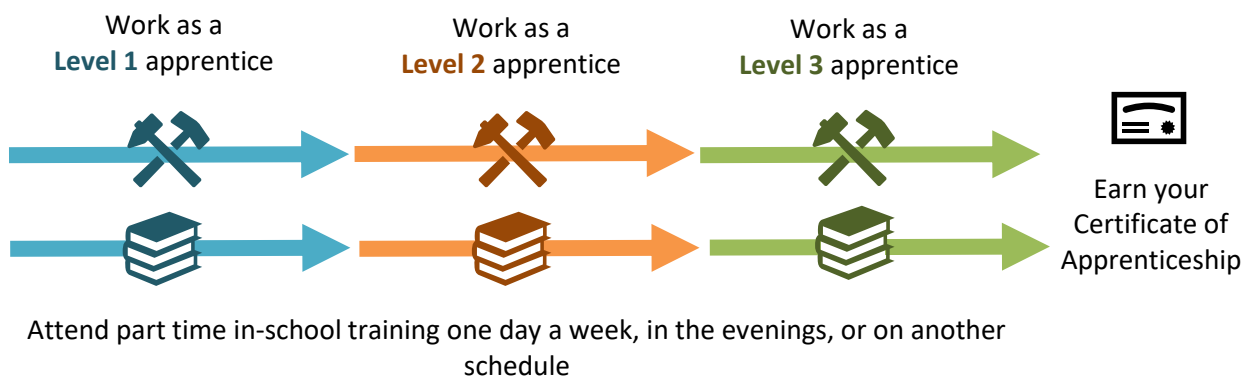 Work as a
Level 1 apprentice
Work as a
Level 2 apprentice
Work as a
Level 3 apprentice
Earn your
Certificate of
Apprenticeship
Attend part time in-school training one day a week, in the evenings, or on another
schedule